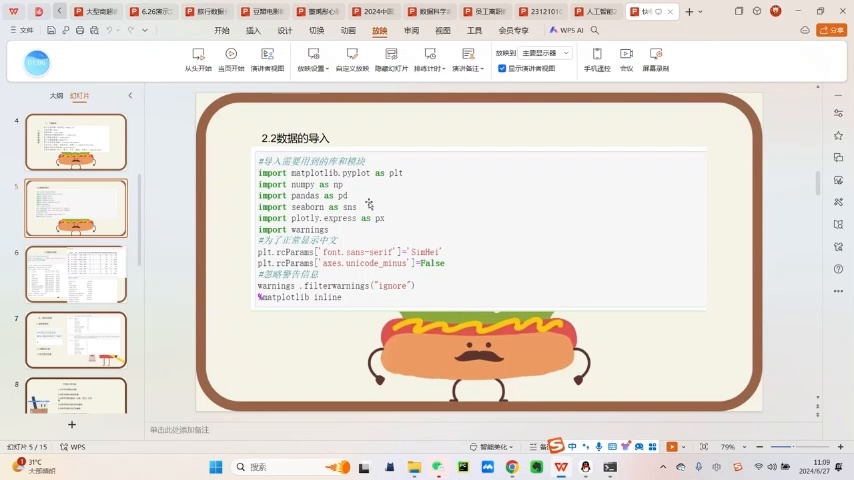 大型商超
6.26演示文
旅行数据分
豆瓣电影
2024中国
数据科学
员工离职
2312101
人工智能
文件
开始
插入
设计
切换
动画
放映
审阅
视图
工具
会员专享
WPS AI
分享
从头开始
当页开始
演讲者视图
放映设置
自定义放映
隐藏幻灯片
排练计时
演讲备注
放映到
主要显示器
显示演讲者视图
手机遥控
会议
屏幕录制
大纲
幻灯片
4
5
6
7
8
2.2数据的导入
#导入需要用到的库和模块
import matplotlib.pyplot as plt
import numpy as np
import pandas as pd
import seaborn as sns
import plotly.express as px
import warnings
#为了正常显示中文
plt.rcParams['font.sans-serif']='SimHei'
plt.rcParams['axes.unicode_minus']=False
#忽略警告信息
warnings .filterwarnings("ignore")
%matplotlib inline
单击此处添加备注
幻灯片 5 / 15
WPS
智能美化
中
79%
31°C
大部晴朗
搜索
11:09
2024/6/27